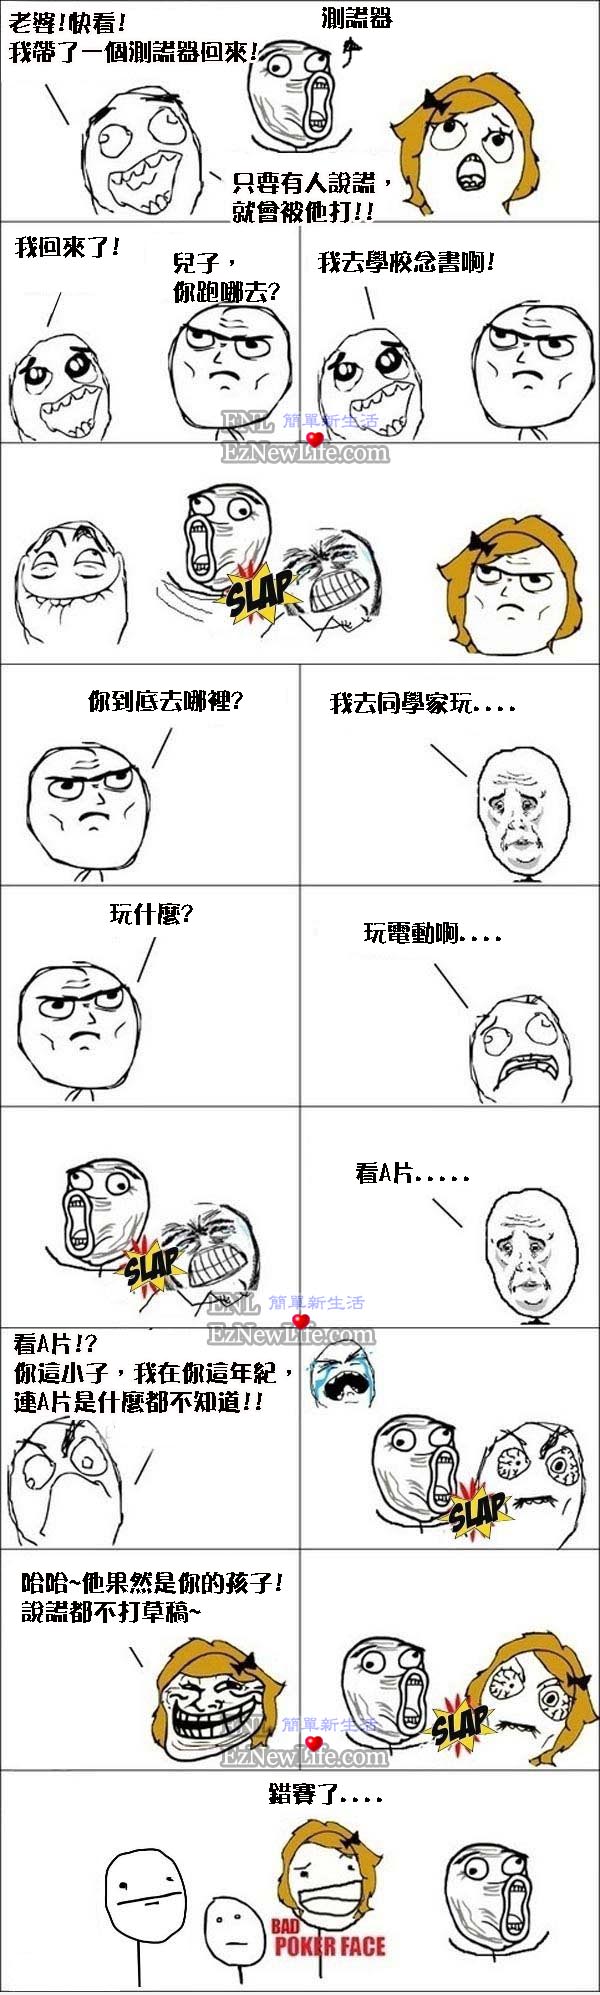 老婆!快看!
我帶了一個測謊器回來!
測謊器
只要有人說謊，
就會被他打!!
我回來了!
兒子，
你跑哪去?
我去學校念書啊!
ENL 簡單新生活
EzNewLife.com
SLAP
你到底去哪裡?
我去同學家玩....
玩什麼?
玩電動啊....
SLAP
看A片.....
ENL 簡單新生活
EzNewLife.com
看A片!?
你這小子，我在你這年紀，
連A片是什麼都不知道!!
SLAP
哈哈~他果然是你的孩子!
說謊都不打草稿~
SLAP
ENL 簡單新生活
EzNewLife.com
錯賽了....
BAD
POKER FACE